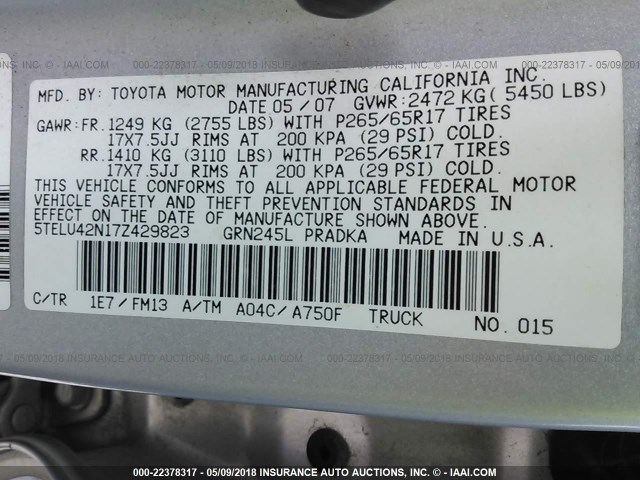 MFD. BY: TOYOTA MOTOR MANUFACTURING CALIFORNIA INC.
DATE 05 / 07 GVWR: 2472 KG ( 5450 LBS)
GAWR: FR. 1249 KG (2755 LBS) WITH P265/65R17 TIRES
17X7.5JJ RIMS AT 200 KPA (29 PSI) COLD.
RR. 1410 KG (3110 LBS) WITH P265/65R17 TIRES
17X7.5JJ RIMS AT 200 KPA (29 PSI) COLD.
THIS VEHICLE CONFORMS TO ALL APPLICABLE FEDERAL MOTOR
VEHICLE SAFETY AND THEFT PREVENTION STANDARDS IN
EFFECT ON THE DATE OF MANUFACTURE SHOWN ABOVE.
5TELU42N17Z429823 GRN245L PRADKA MADE IN U.S.A.
C/TR 1E7 / FM13 A/TM A04C / A750F TRUCK NO. 015
000-22378317 - 05/09/2018 INSURANCE AUTO AUCTIONS, INC. - © - IAAI.COM